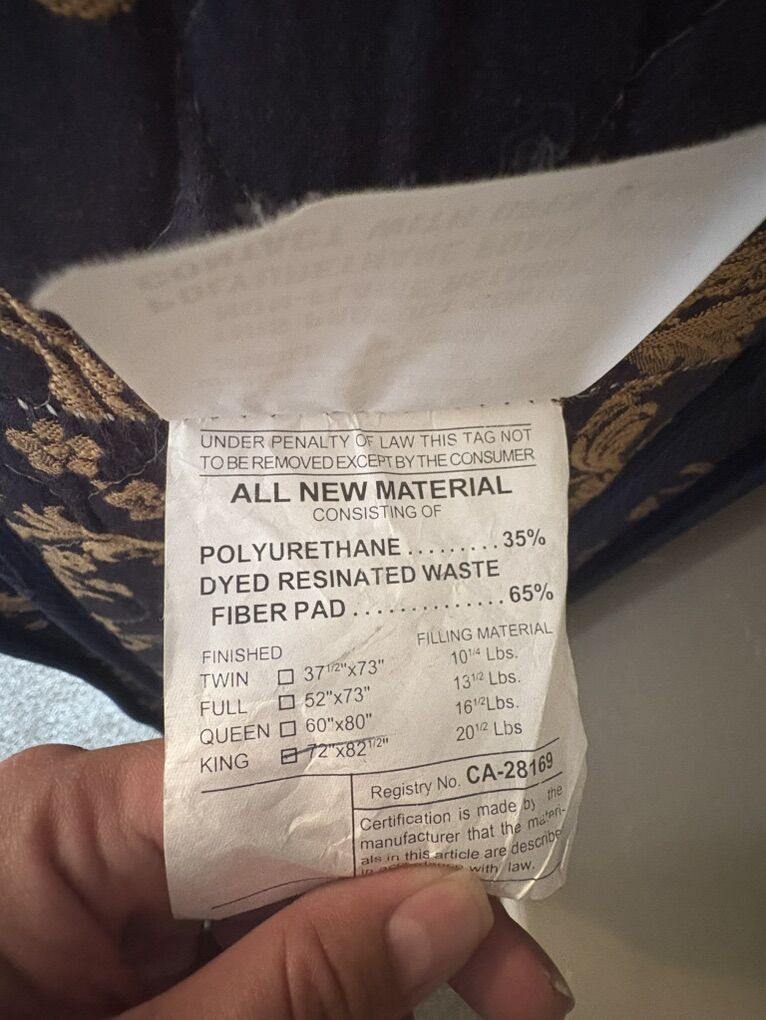 UNDER PENALTY OF LAW THIS TAG NOT
TO BE REMOVED EXCEPT BY THE CONSUMER
ALL NEW MATERIAL
CONSISTING OF
POLYURETHANE ......... 35%
DYED RESINATED WASTE
FIBER PAD .............. 65%
FINISHED FILLING MATERIAL
TWIN ☐ 37 1/2"x73" 10 1/4 Lbs.
FULL ☐ 52"x73" 13 1/2 Lbs.
QUEEN ☐ 60"x80" 16 1/2 Lbs.
KING ☐ 72"x82 1/2" 20 1/2 Lbs
Registry No. CA-28169
Certification is made by the
manufacturer that the materi-
als in this article are describe
in accordance with law.